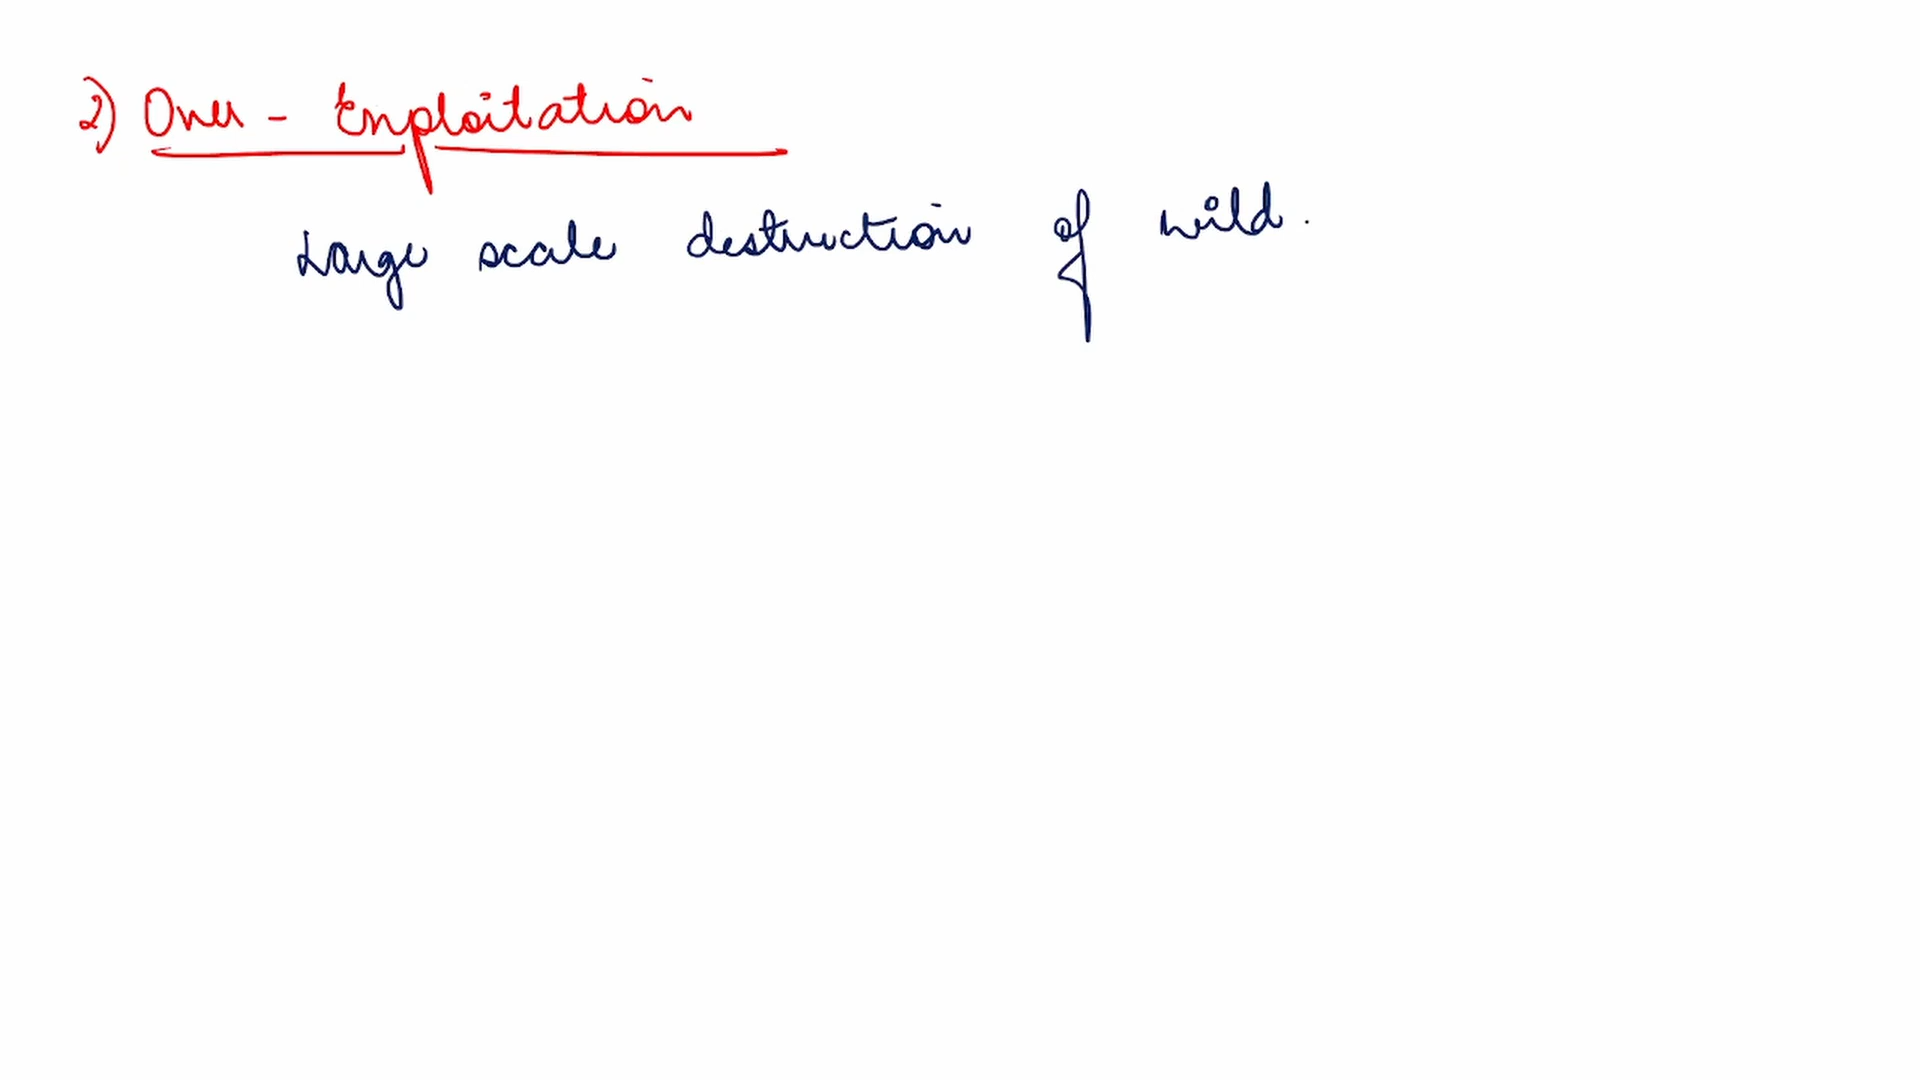 2) Over - Exploitation
Large scale destruction of wild.